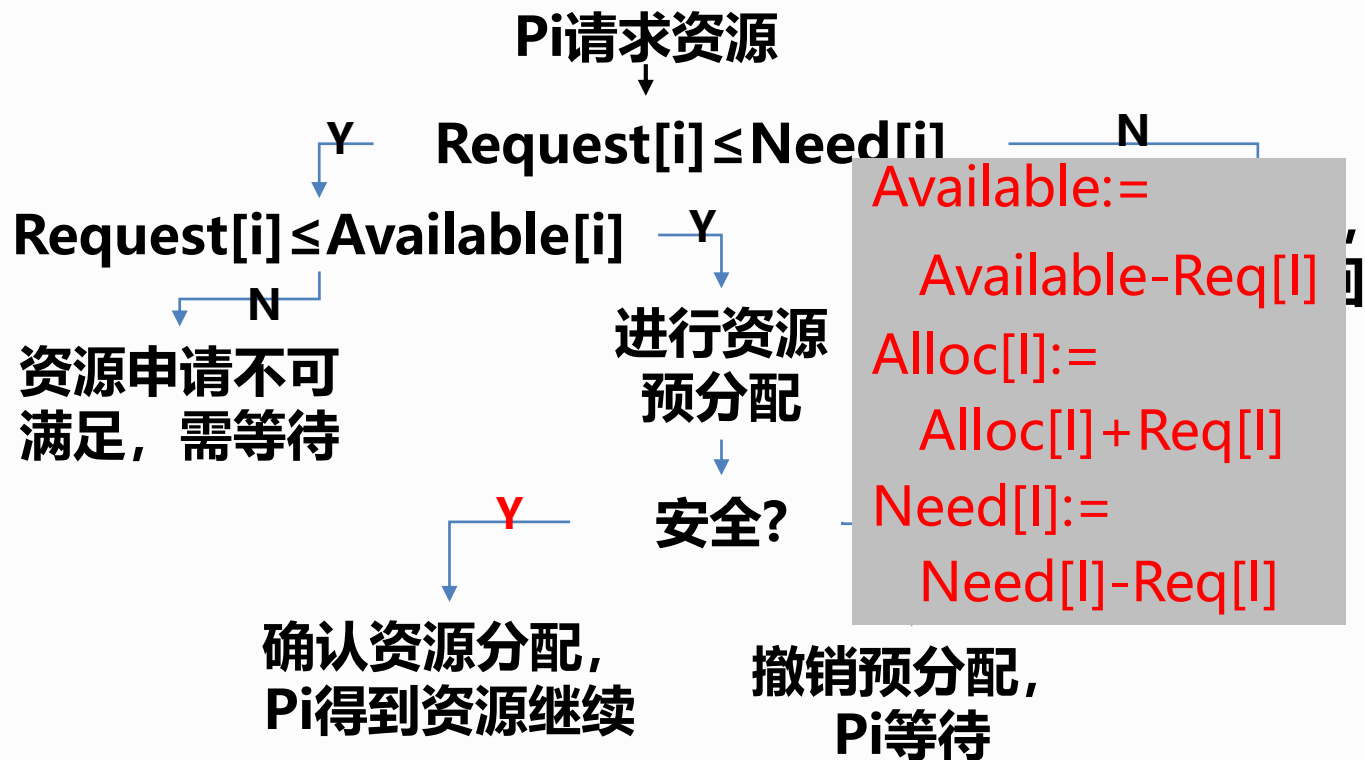 Pi请求资源
Y
Request[i]≤Need[i]
N
Request[i]≤Available[i]
Y
N
资源申请不可
满足，需等待
进行资源
预分配
Available:=
Available-Req[I]
Alloc[I]:=
Alloc[I]+Req[I]
Need[I]:=
Need[I]-Req[I]
，
Y
安全?
确认资源分配，
Pi得到资源继续
撤销预分配，
Pi等待